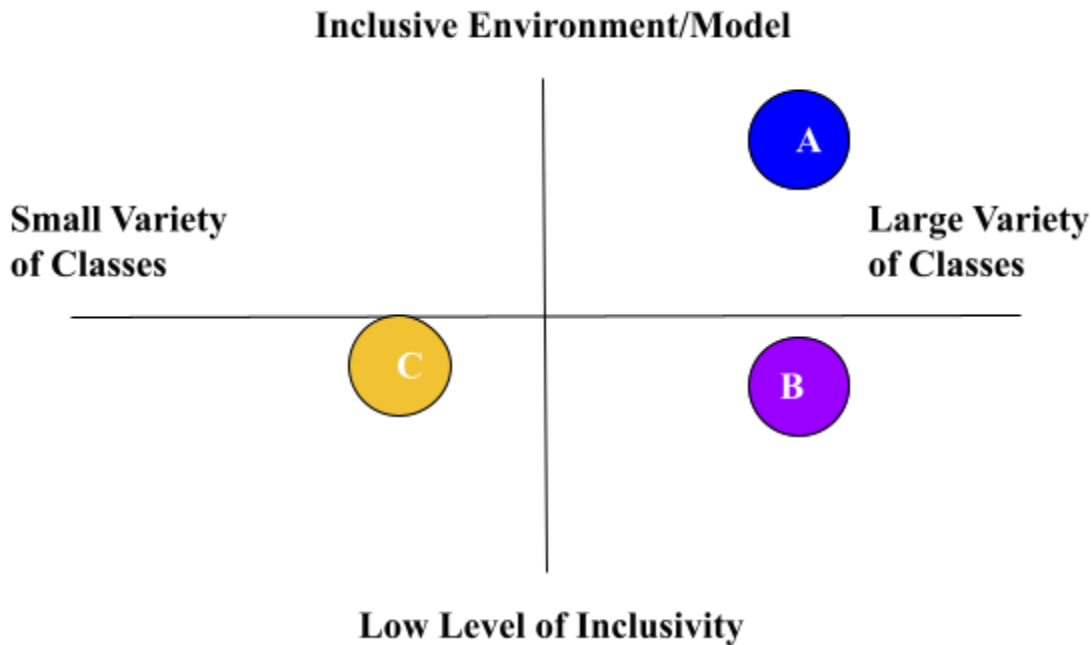 Inclusive Environment/Model
A
Small Variety
of Classes
Large Variety
of Classes
C
B
Low Level of Inclusivity